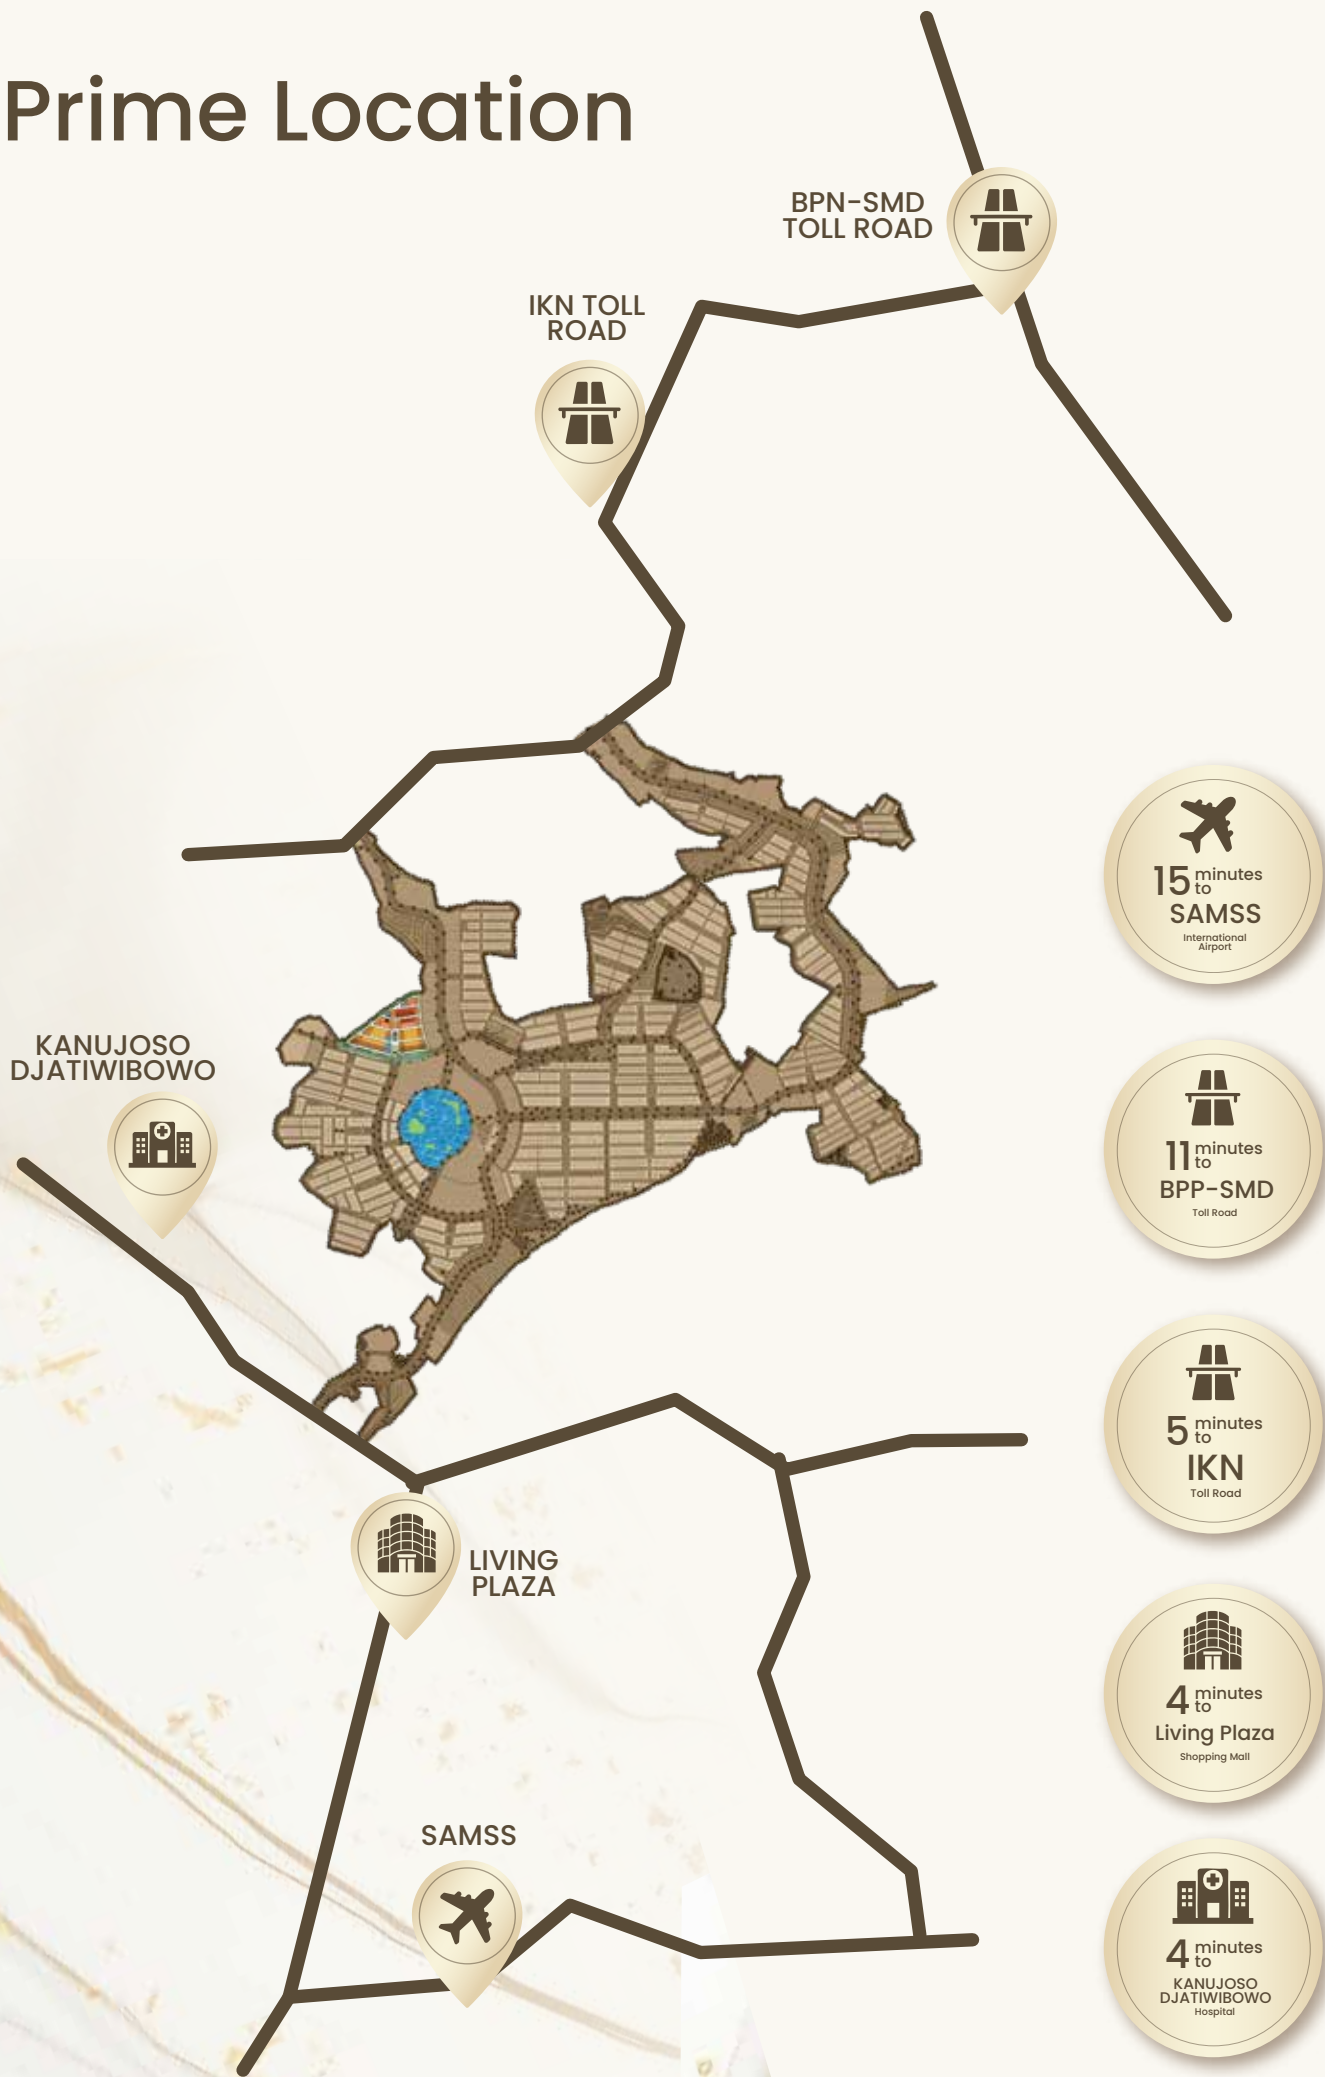 Prime Location
BPN-SMD
TOLL ROAD
IKN TOLL
ROAD
KANUJOSO
DJATIWIBOWO
LIVING
PLAZA
SAMSS
15 minutes
to
SAMSS
International
Airport
11 minutes
to
BPP-SMD
Toll Road
5 minutes
to
IKN
Toll Road
4 minutes
to
Living Plaza
Shopping Mall
4 minutes
to
KANUJOSO
DJATIWIBOWO
Hospital